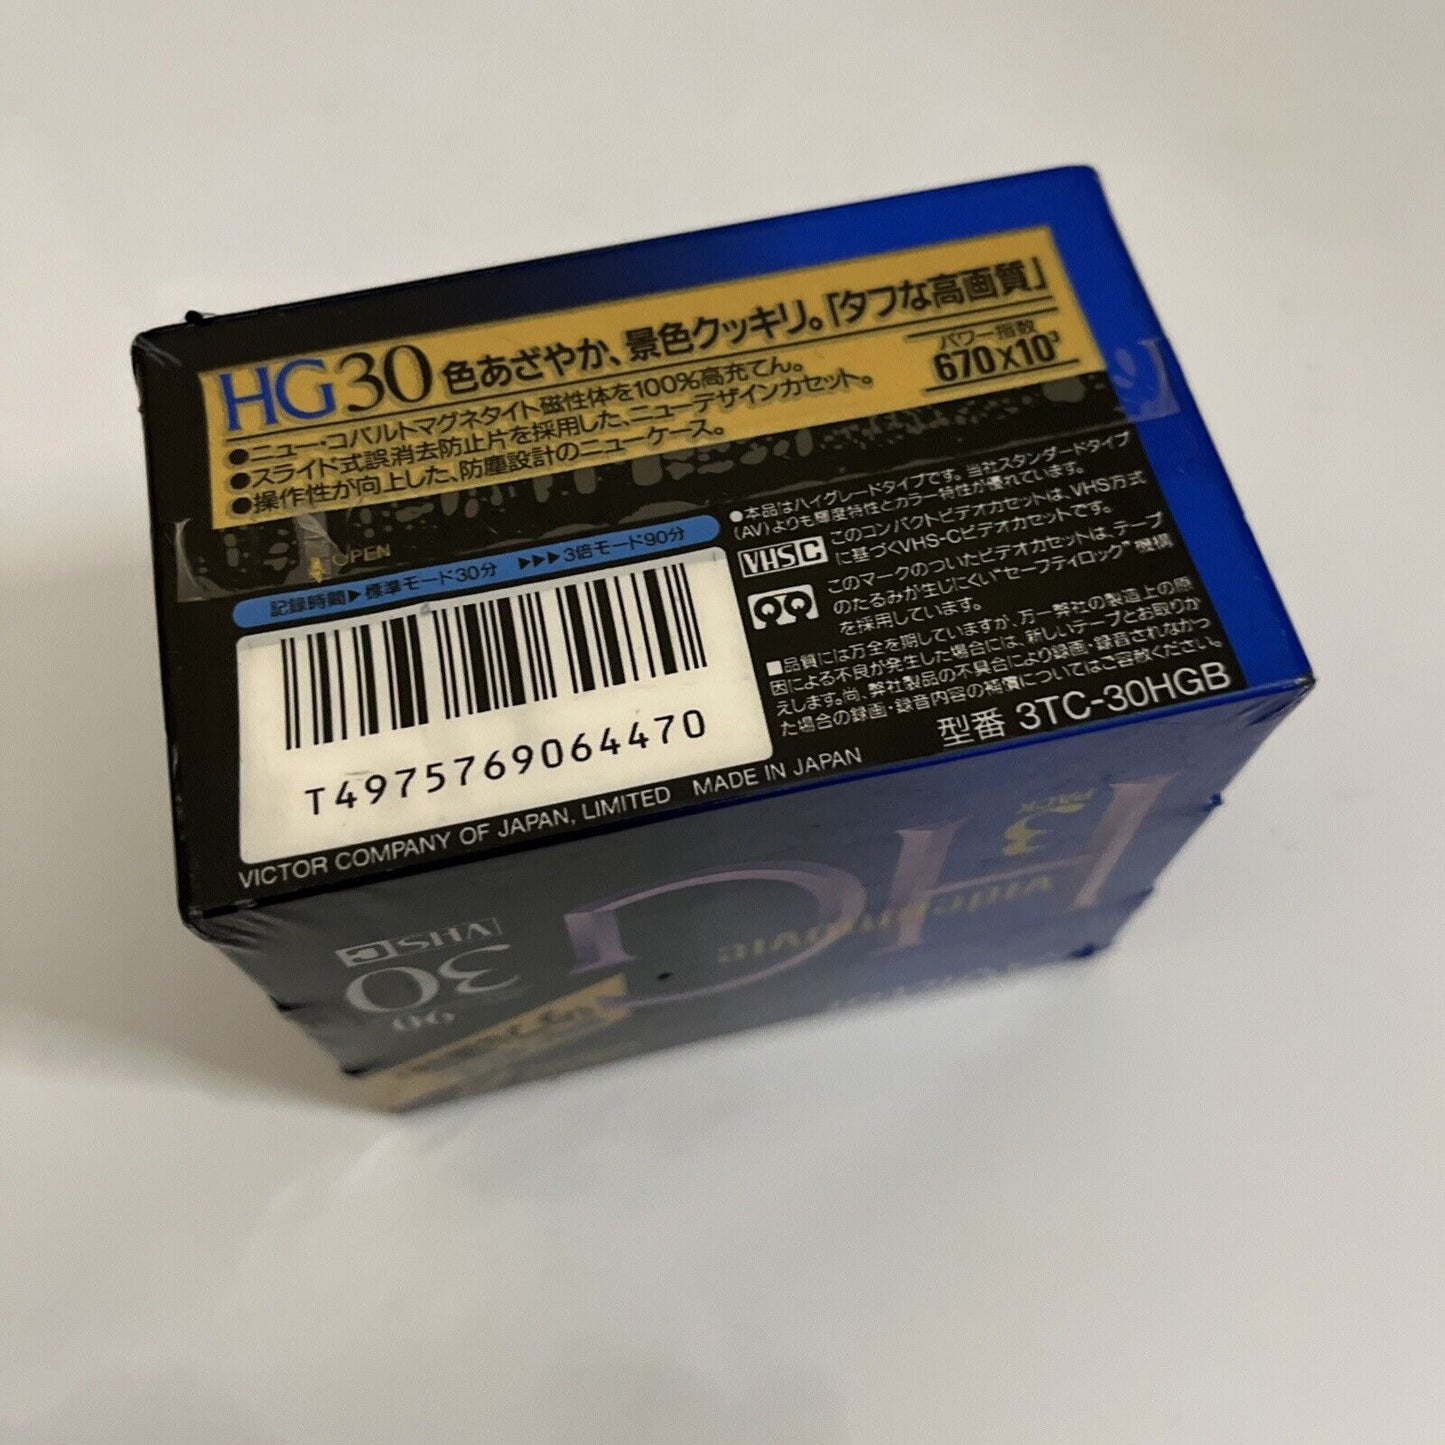 HG30 色あざやか、景色クッキリ。「タフな高画質」
●ニュー・コバルトマグネタイト磁性体を100%高充てん。
●スライド式誤消去防止片を採用した、ニューデザインカセット。
●操作性が向上した、防塵設計のニューケース。
パワー指数
670×10³
OPEN
記録時間▶標準モード30分 ▶▶▶3倍モード90分
T4975769064470
VICTOR COMPANY OF JAPAN, LIMITED MADE IN JAPAN
●本品はハイグレードタイプです。当社スタンダードタイプ
(AV)よりも輝度特性とカラー特性が優れています。
VHS C
このコンパクトビデオカセットは、VHS方式
に基づくVHS-Cビデオカセットです。
このマークのついたビデオカセットは、テープ
のたるみが生じにくい"セーフティロック"機構
を採用しています。
■品質には万全を期していますが、万一弊社の製造上の原
因による不良が発生した場合には、新しいテープとお取りか
えします。尚、弊社製品の不具合により録画・録音されなかっ
た場合の録画・録音内容の補償についてはご容赦ください。
型番 3TC-30HGB
3
PACK
HG
videomovie
VHS C
30
90